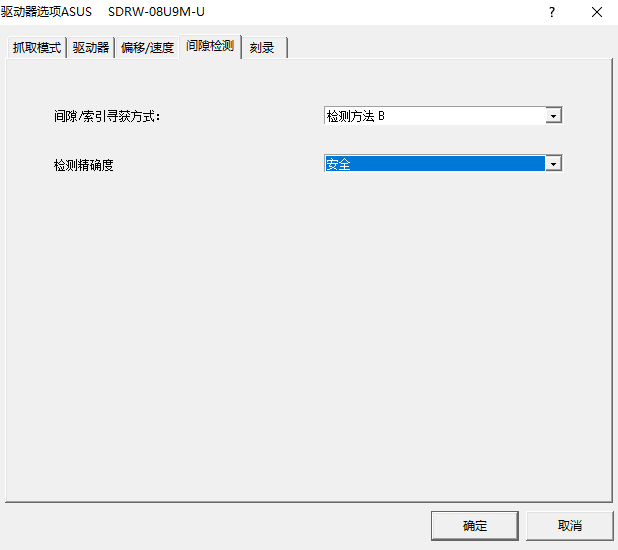 驱动器选项ASUS SDRW-08U9M-U
抓取模式 驱动器 偏移/速度 间隙检测 刻录
间隙/索引寻获方式： 检测方法 B
检测精确度 安全
确定 取消